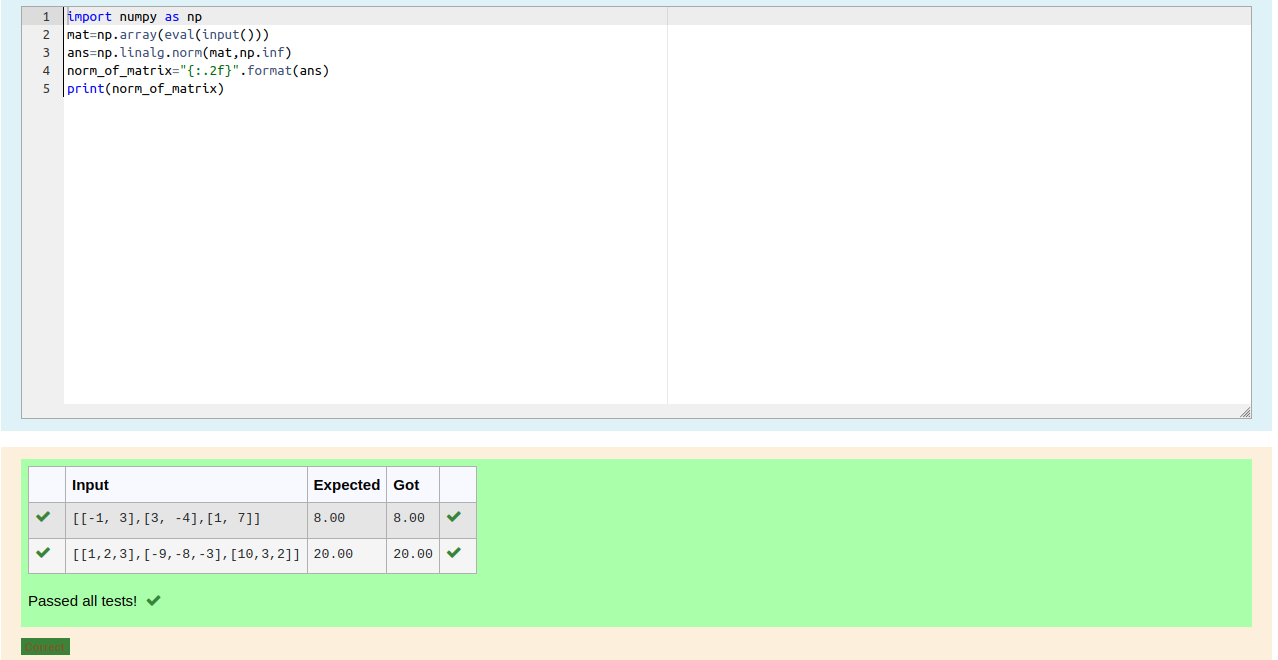 1 import numpy as np
2 mat=np.array(eval(input()))
3 ans=np.linalg.norm(mat,np.inf)
4 norm_of_matrix="{:.2f}".format(ans)
5 print(norm_of_matrix)
Input Expected Got
[[-1, 3],[3, -4],[1, 7]] 8.00 8.00
[[1,2,3],[-9,-8,-3],[10,3,2]] 20.00 20.00
Passed all tests!
Correct